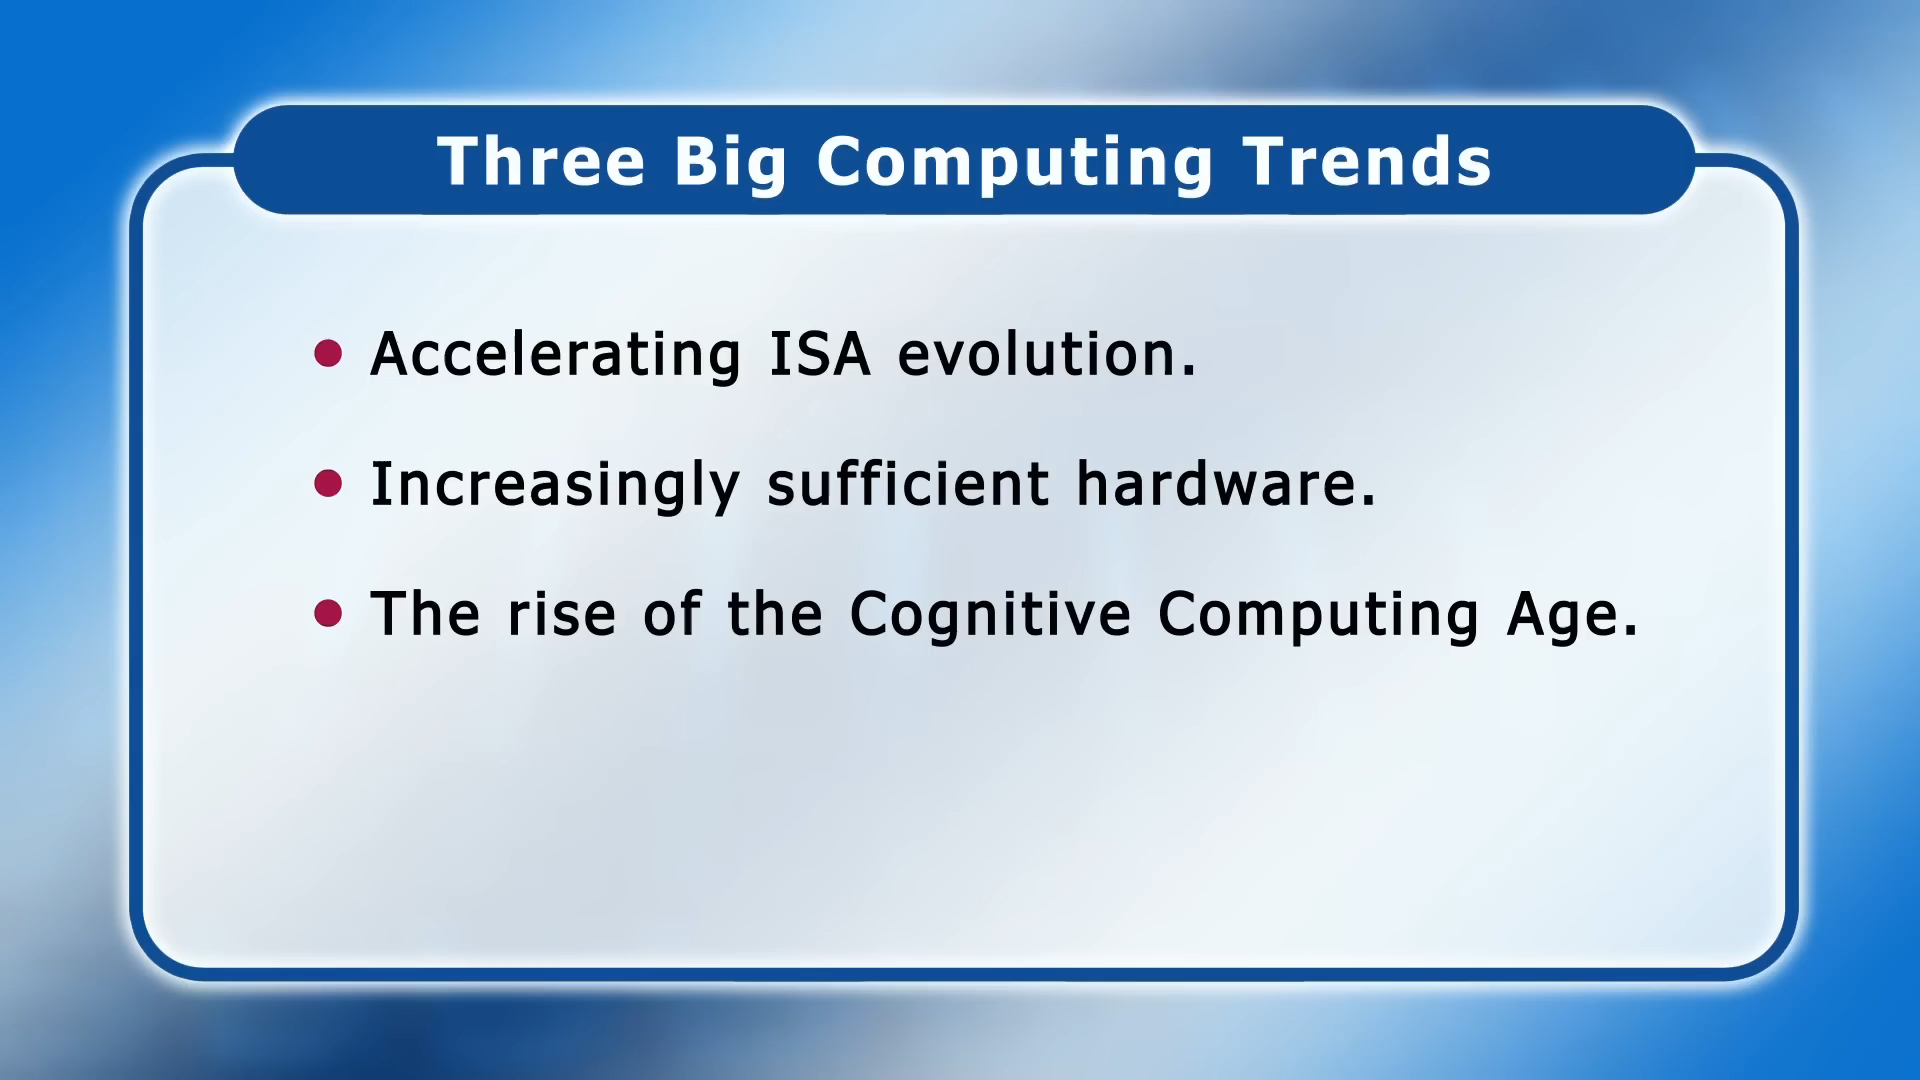 Three Big Computing Trends
Accelerating ISA evolution.
Increasingly sufficient hardware.
The rise of the Cognitive Computing Age.